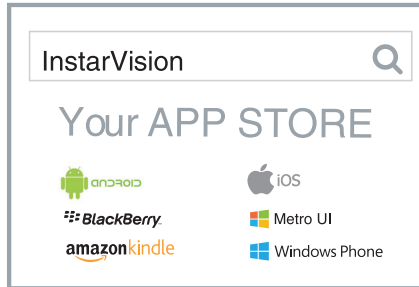 InstarVision
Your APP STORE
android
iOS
BlackBerry
Metro UI
amazonkindle
Windows Phone